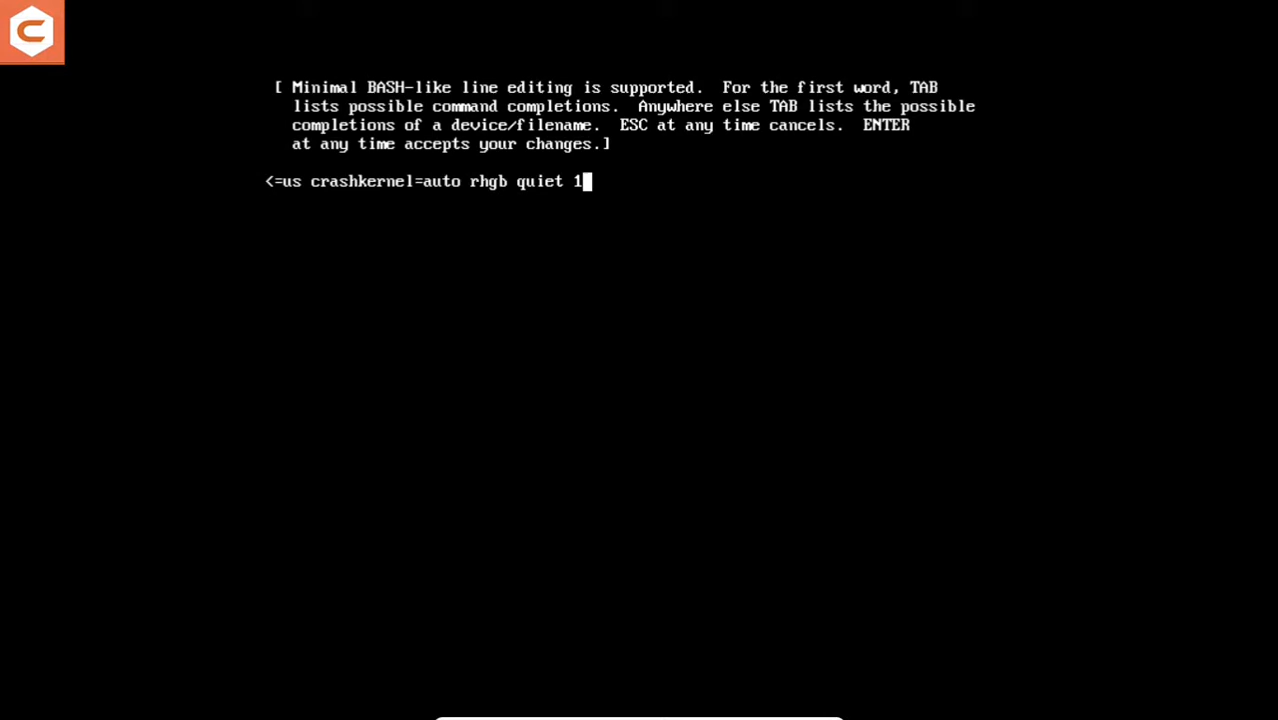 [ Minimal BASH-like line editing is supported.  For the first word, TAB
lists possible command completions.  Anywhere else TAB lists the possible
completions of a device/filename.  ESC at any time cancels.  ENTER
at any time accepts your changes.]
<=us crashkernel=auto rhgb quiet 1